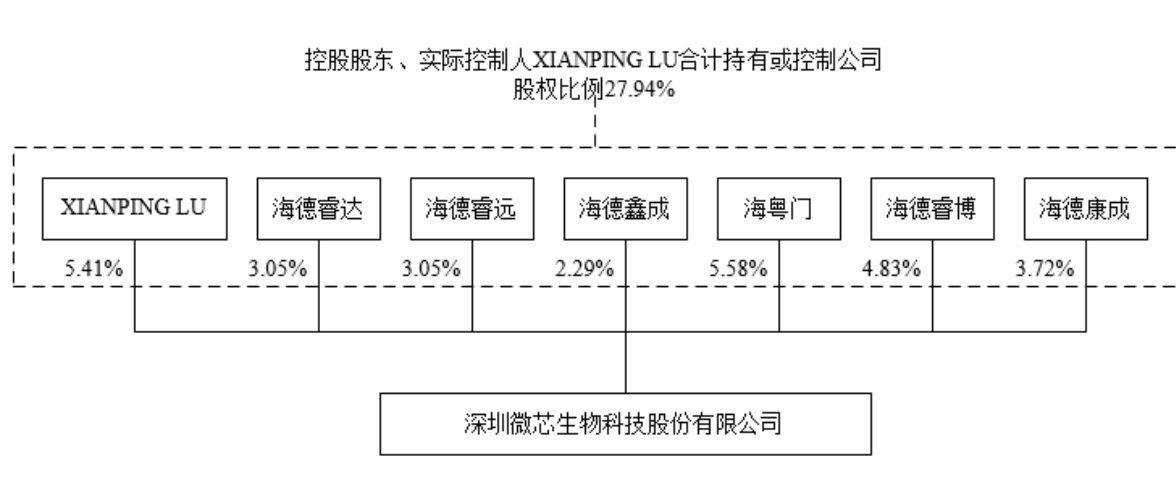 控股股东、实际控制人XIANPING LU合计持有或控制公司
股权比例27.94%
XIANPING LU
海德睿达
海德睿远
海德鑫成
海粤门
海德睿博
海德康成
5.41%
3.05%
3.05%
2.29%
5.58%
4.83%
3.72%
深圳微芯生物科技股份有限公司